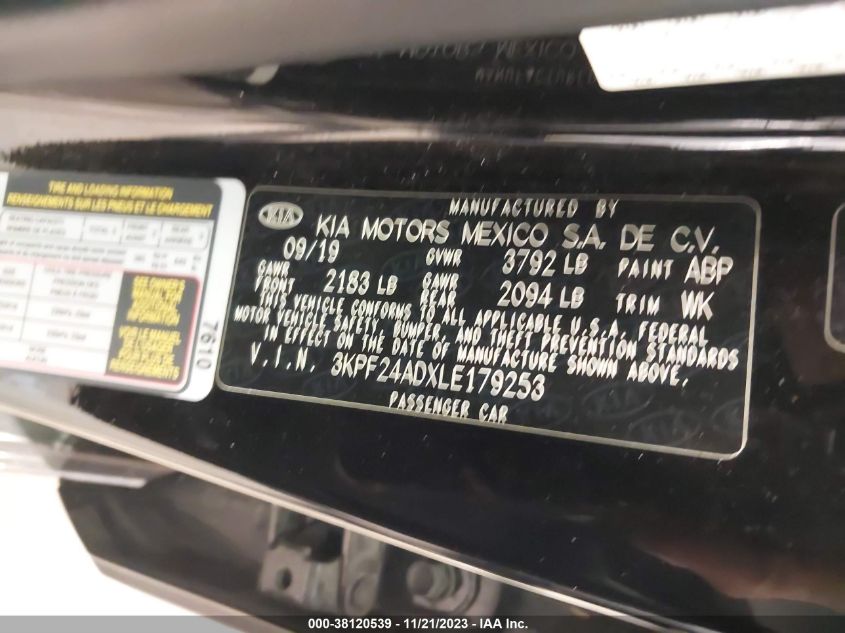 TIRE AND LOADING INFORMATION
RENSEIGNEMENTS SUR LES PNEUS ET LE CHARGEMENT
SEE OWNER'S
7610
KIA
MANUFACTURED BY
KIA MOTORS MEXICO S.A. DE C.V.
09/19 GVWR 3792 LB PAINT ABP
GAWR FRONT 2183 LB GAWR REAR 2094 LB TRIM WK
THIS VEHICLE CONFORMS TO ALL APPLICABLE U.S.A. FEDERAL
MOTOR VEHICLE SAFETY, BUMPER, AND THEFT PREVENTION STANDARDS
IN EFFECT ON THE DATE OF MANUFACTURE SHOWN ABOVE.
V.I.N. 3KPF24ADXLE179253
PASSENGER CAR
000-38120539 - 11/21/2023 - IAA Inc.